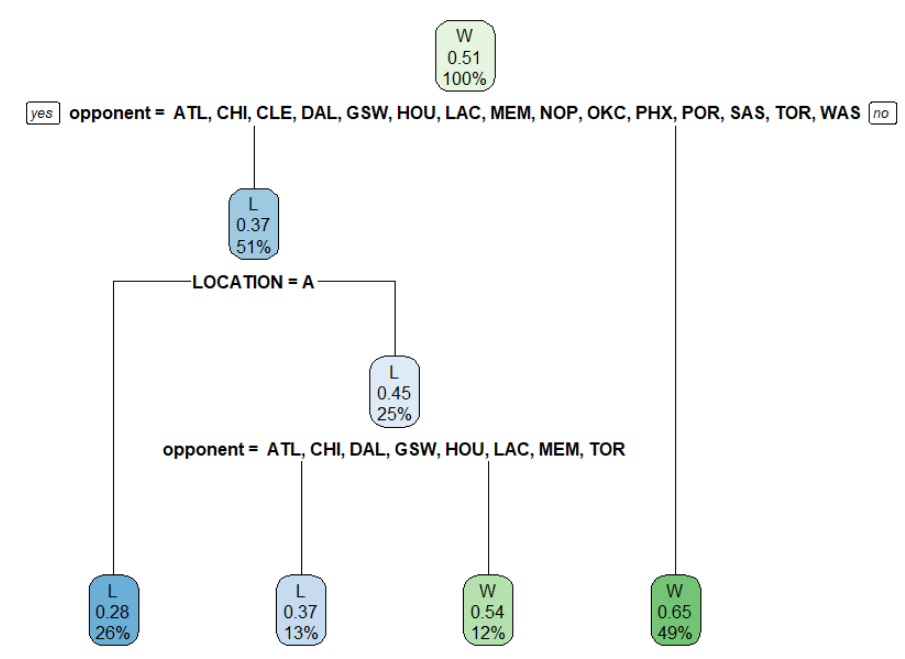 W
0.51
100%
yes opponent = ATL, CHI, CLE, DAL, GSW, HOU, LAC, MEM, NOP, OKC, PHX, POR, SAS, TOR, WAS no
L
0.37
51%
LOCATION = A
L
0.45
25%
opponent = ATL, CHI, DAL, GSW, HOU, LAC, MEM, TOR
L
0.28
26%
L
0.37
13%
W
0.54
12%
W
0.65
49%